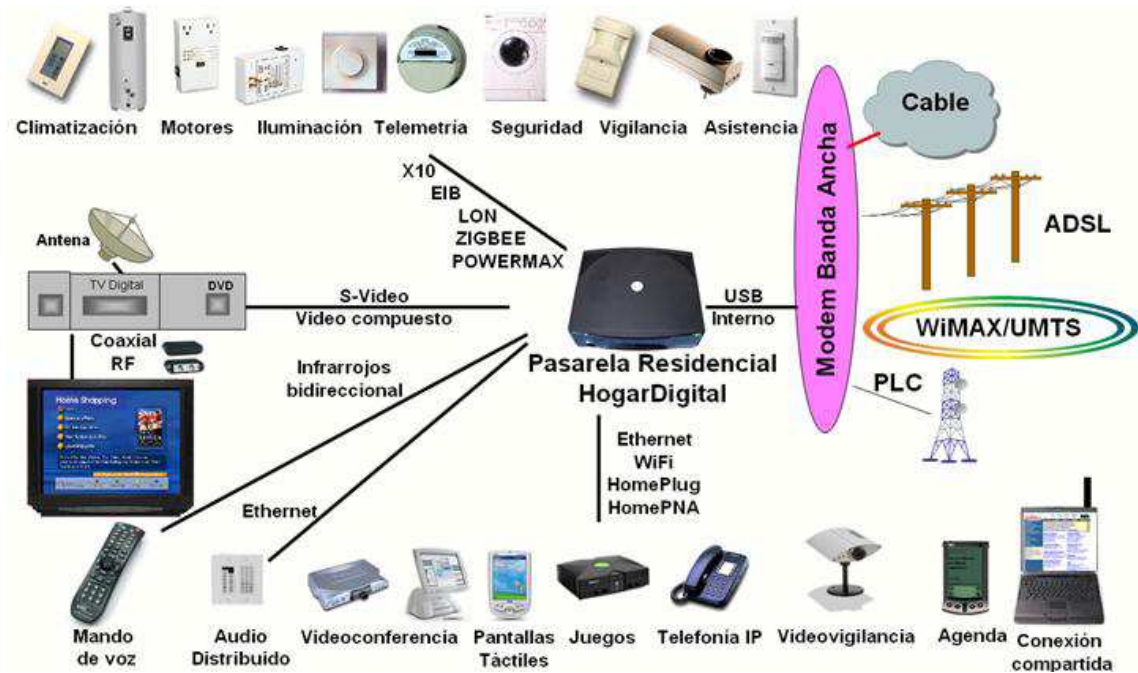 Climatización
Motores
Iluminación
Telemetría
Seguridad
Vigilancia
Asistencia
X10
EIB
LON
ZIGBEE
POWERMAX
Modem Banda Ancha
Cable
ADSL
WiMAX/UMTS
PLC
Antena
TV Digital
DVD
S-Video
Video compuesto
USB
Interno
Coaxial
RF
Infrarrojos
bidireccional
Pasarela Residencial
HogarDigital
Home Shopping
Ethernet
WiFi
HomePlug
HomePNA
Ethernet
Mando
de voz
Audio
Distribuido
Videoconferencia
Pantallas
Táctiles
Juegos
Telefonía IP
Videovigilancia
Agenda
Conexión
compartida